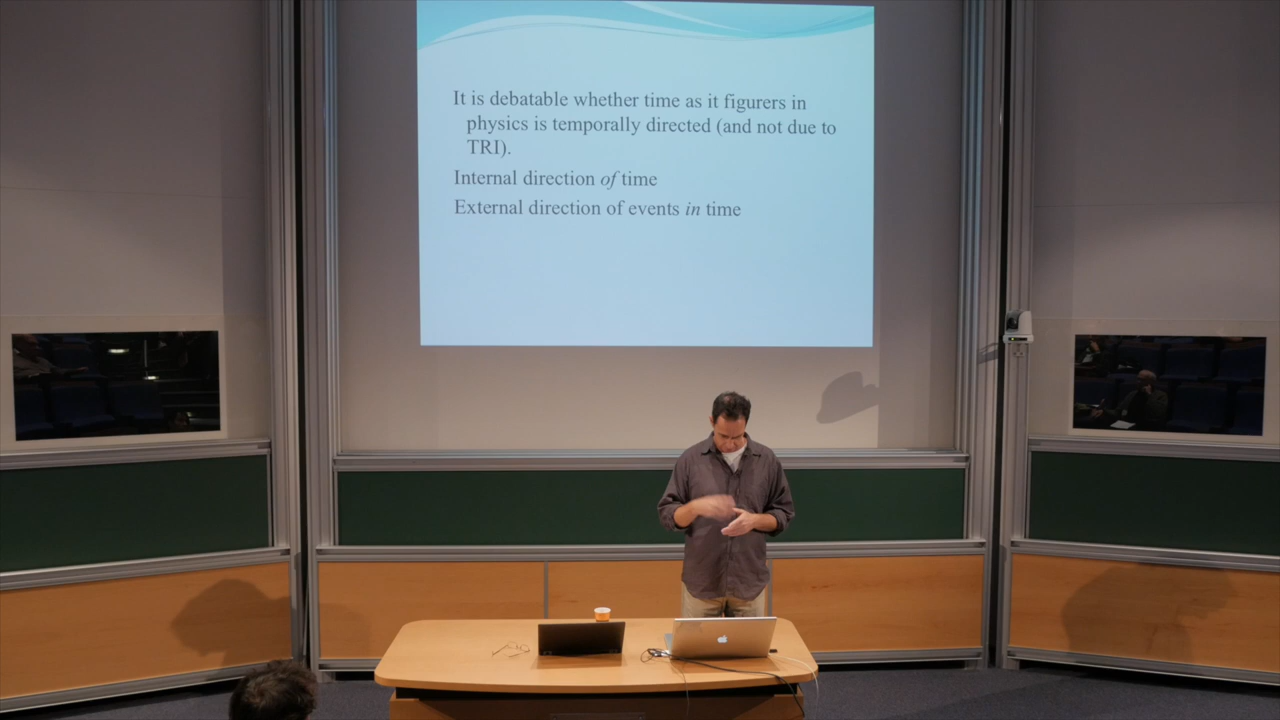 It is debatable whether time as it figurers in
physics is temporally directed (and not due to
TRI).
Internal direction of time
External direction of events in time